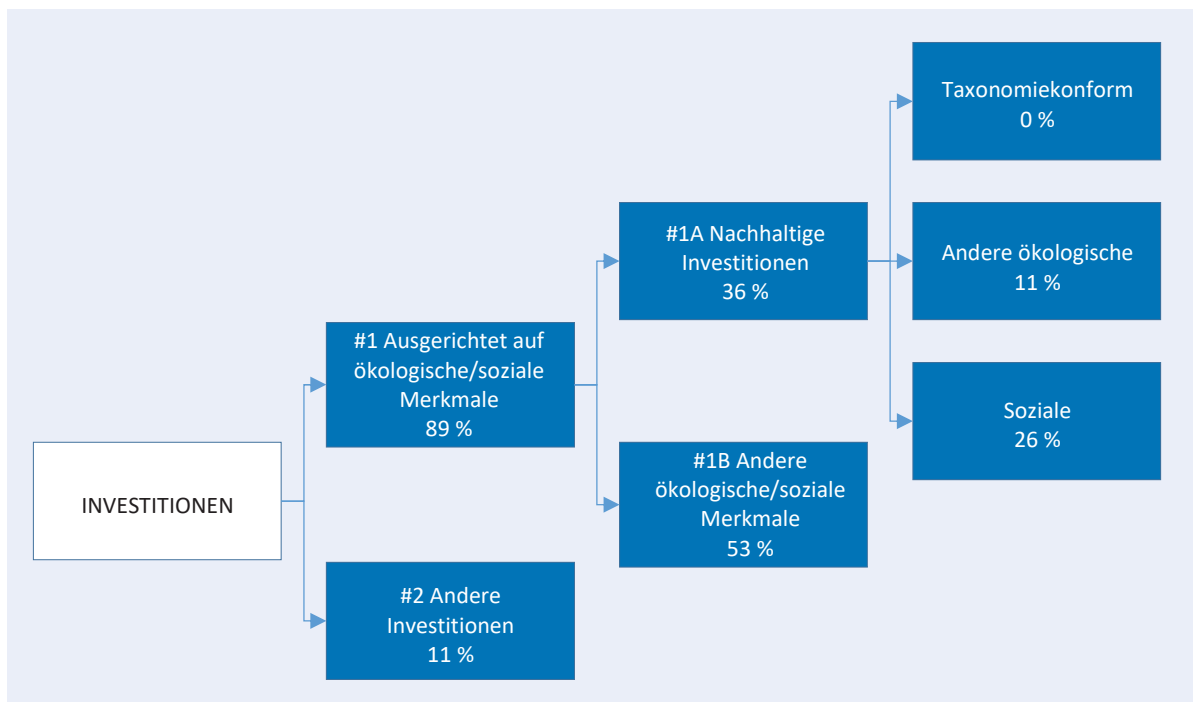 INVESTITIONEN
#1 Ausgerichtet auf
ökologische/soziale
Merkmale
89 %
#2 Andere
Investitionen
11 %
#1A Nachhaltige
Investitionen
36 %
#1B Andere
ökologische/soziale
Merkmale
53 %
Taxonomiekonform
0 %
Andere ökologische
11 %
Soziale
26 %